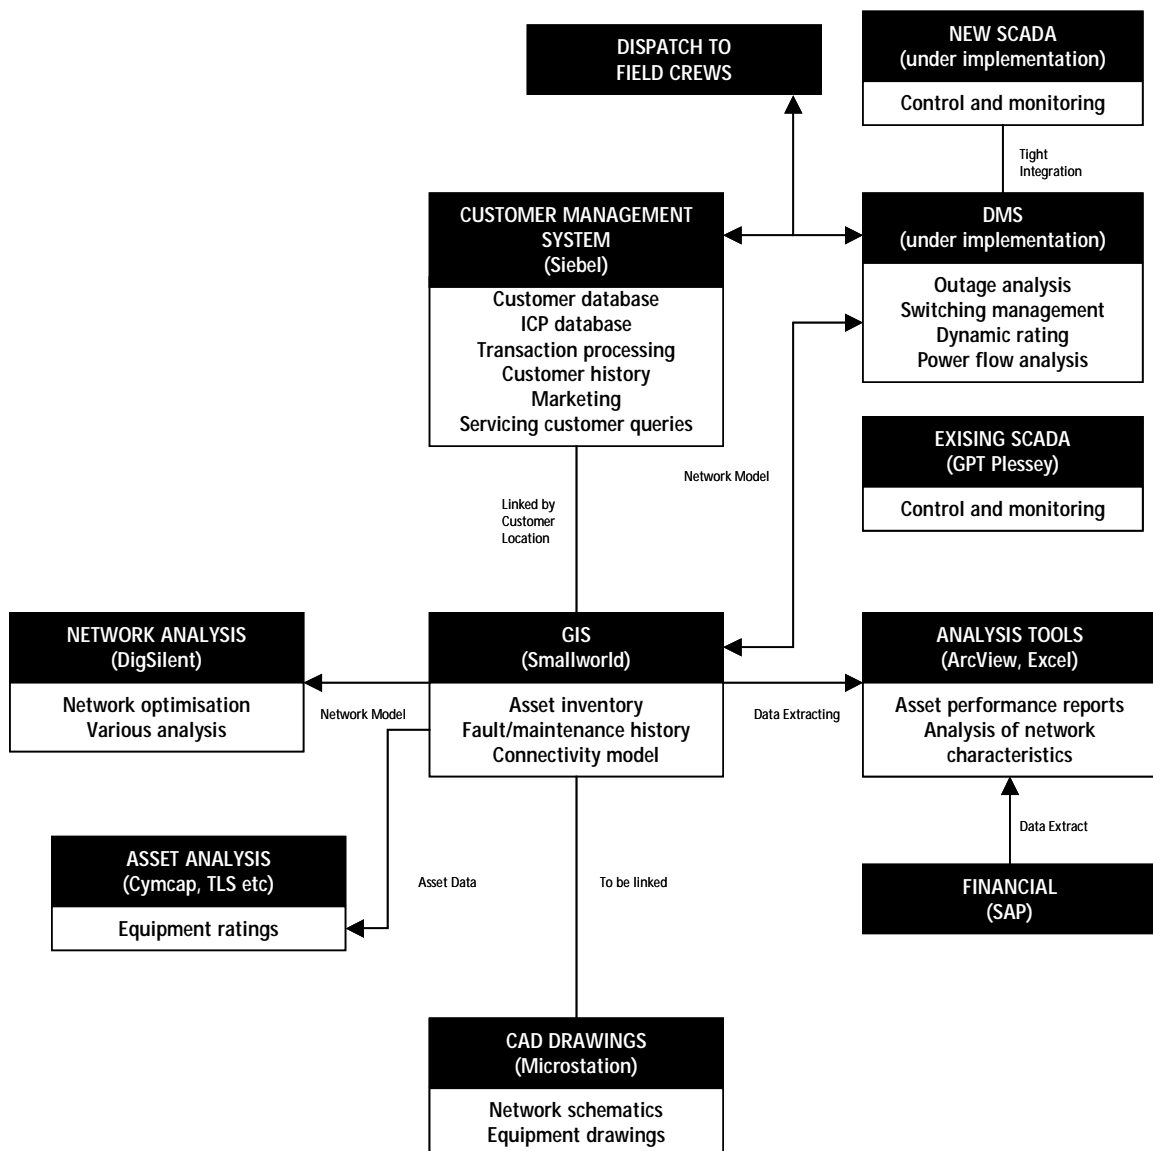 DISPATCH TO
FIELD CREWS
NEW SCADA
(under implementation)
Control and monitoring
Tight
Integration
CUSTOMER MANAGEMENT
SYSTEM
(Siebel)
Customer database
ICP database
Transaction processing
Customer history
Marketing
Servicing customer queries
DMS
(under implementation)
Outage analysis
Switching management
Dynamic rating
Power flow analysis
EXISING SCADA
(GPT Plessey)
Control and monitoring
Network Model
Linked by
Customer
Location
NETWORK ANALYSIS
(DigSilent)
Network optimisation
Various analysis
Network Model
GIS
(Smallworld)
Asset inventory
Fault/maintenance history
Connectivity model
Data Extracting
ANALYSIS TOOLS
(ArcView, Excel)
Asset performance reports
Analysis of network
characteristics
Data Extract
ASSET ANALYSIS
(Cymcap, TLS etc)
Equipment ratings
Asset Data
To be linked
FINANCIAL
(SAP)
CAD DRAWINGS
(Microstation)
Network schematics
Equipment drawings